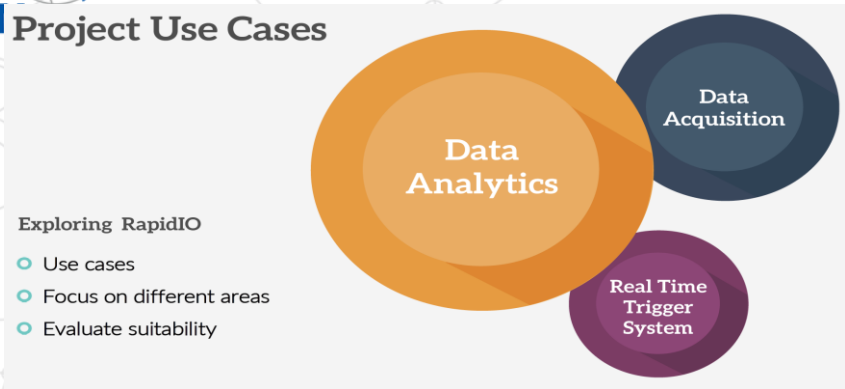 Project Use Cases
Data
Acquisition
Data
Analytics
Exploring RapidIO
Use cases
Focus on different areas
Evaluate suitability
Real Time
Trigger
System